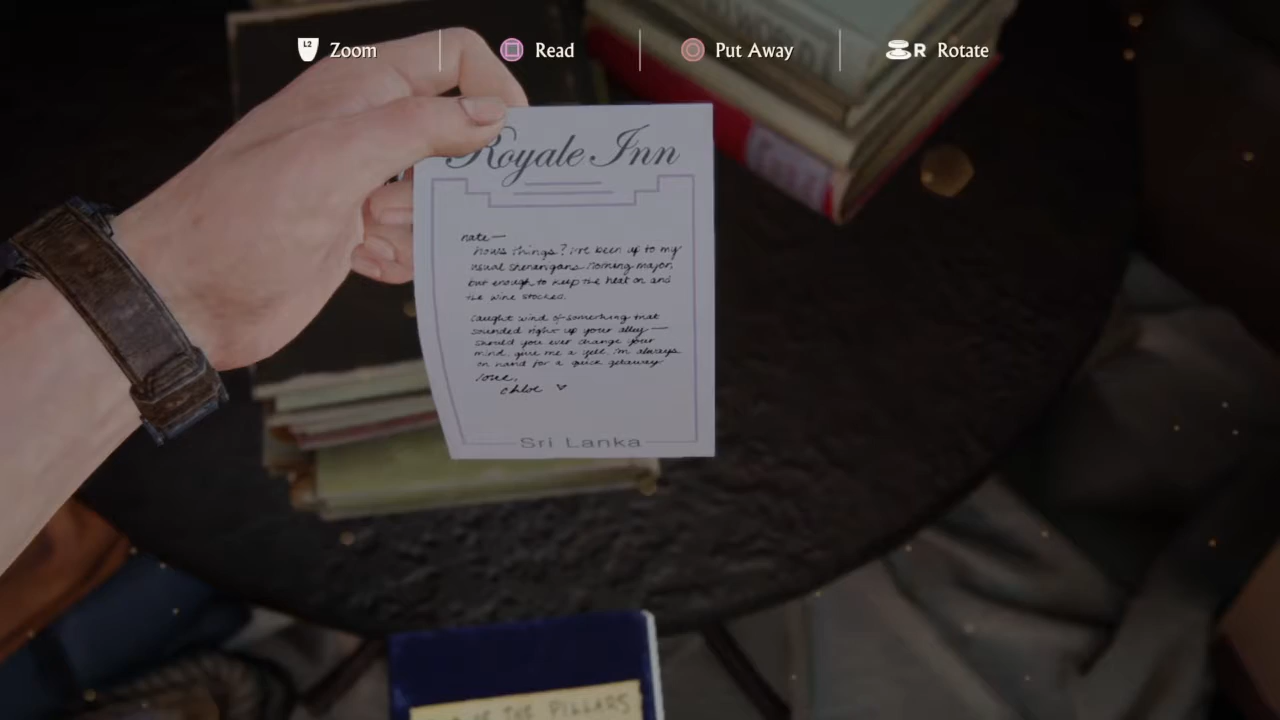 L2 Zoom
Read
Put Away
R Rotate
Royale Inn
nate—
how's things? I've been up to my
usual shenanigans. Nothing major,
but enough to keep the heat on and
the wine stocked.
Caught wind of something that
sounded right up your alley—
should you ever change your
mind, give me a yell. I'm always
on hand for a quick getaway
love,
chloe
Sri Lanka
OF THE PILLARS